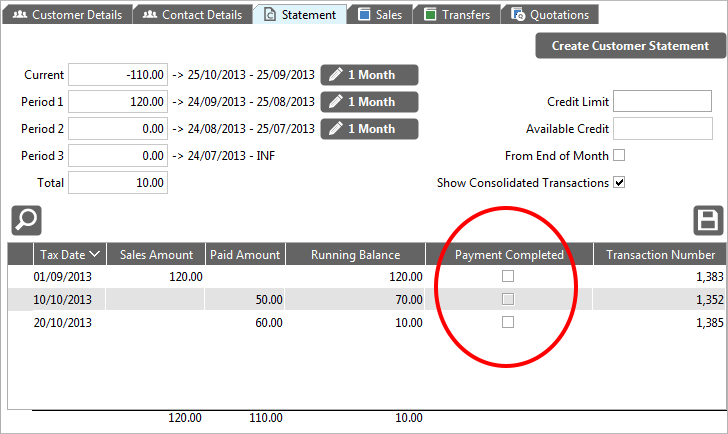 Customer Details Contact Details Statement Sales Transfers Quotations
Create Customer Statement
Current -110.00 -> 25/10/2013 - 25/09/2013 1 Month
Period 1 120.00 -> 24/09/2013 - 25/08/2013 1 Month Credit Limit
Period 2 0.00 -> 24/08/2013 - 25/07/2013 1 Month Available Credit
Period 3 0.00 -> 24/07/2013 - INF From End of Month
Total 10.00 Show Consolidated Transactions
Tax Date Sales Amount Paid Amount Running Balance Payment Completed Transaction Number
01/09/2013 120.00 120.00 1,383
10/10/2013 50.00 70.00 1,352
20/10/2013 60.00 10.00 1,385
120.00 110.00 10.00